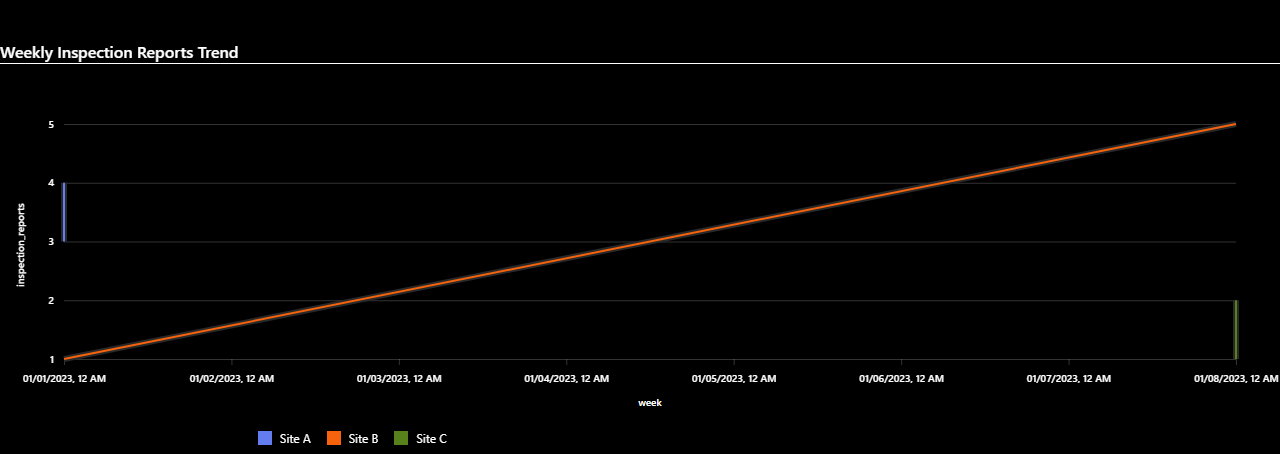 Weekly Inspection Reports Trend
5
4
3
2
1
inspection_reports
01/01/2023, 12 AM 01/02/2023, 12 AM 01/03/2023, 12 AM 01/04/2023, 12 AM 01/05/2023, 12 AM 01/06/2023, 12 AM 01/07/2023, 12 AM 01/08/2023, 12 AM
week
Site A Site B Site C